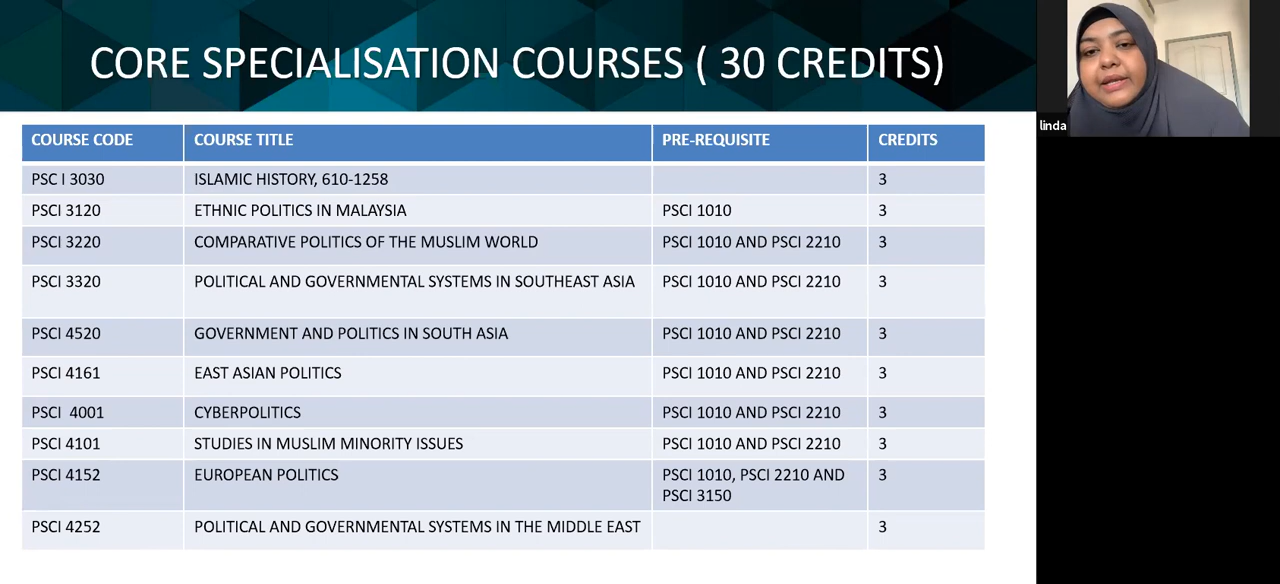 CORE SPECIALISATION COURSES ( 30 CREDITS)
linda
COURSE CODE COURSE TITLE PRE-REQUISITE CREDITS
PSC I 3030 ISLAMIC HISTORY, 610-1258 3
PSCI 3120 ETHNIC POLITICS IN MALAYSIA PSCI 1010 3
PSCI 3220 COMPARATIVE POLITICS OF THE MUSLIM WORLD PSCI 1010 AND PSCI 2210 3
PSCI 3320 POLITICAL AND GOVERNMENTAL SYSTEMS IN SOUTHEAST ASIA PSCI 1010 AND PSCI 2210 3
PSCI 4520 GOVERNMENT AND POLITICS IN SOUTH ASIA PSCI 1010 AND PSCI 2210 3
PSCI 4161 EAST ASIAN POLITICS PSCI 1010 AND PSCI 2210 3
PSCI  4001 CYBERPOLITICS PSCI 1010 AND PSCI 2210 3
PSCI 4101 STUDIES IN MUSLIM MINORITY ISSUES PSCI 1010 AND PSCI 2210 3
PSCI 4152 EUROPEAN POLITICS PSCI 1010, PSCI 2210 AND 3
PSCI 3150
PSCI 4252 POLITICAL AND GOVERNMENTAL SYSTEMS IN THE MIDDLE EAST 3